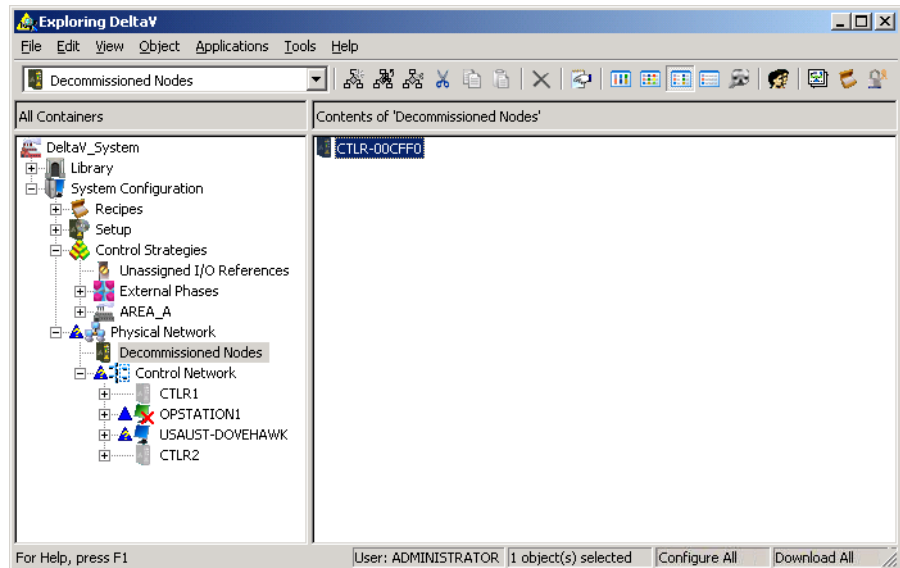 Exploring DeltaV
File Edit View Object Applications Tools Help
Decommissioned Nodes
All Containers
Contents of 'Decommissioned Nodes'
DeltaV_System
Library
System Configuration
Recipes
Setup
Control Strategies
Unassigned I/O References
External Phases
AREA_A
Physical Network
Decommissioned Nodes
Control Network
CTLR1
OPSTATION1
USAUST-DOVEHAWK
CTLR2
CTLR-00CFF0
For Help, press F1
User: ADMINISTRATOR
1 object(s) selected
Configure All
Download All